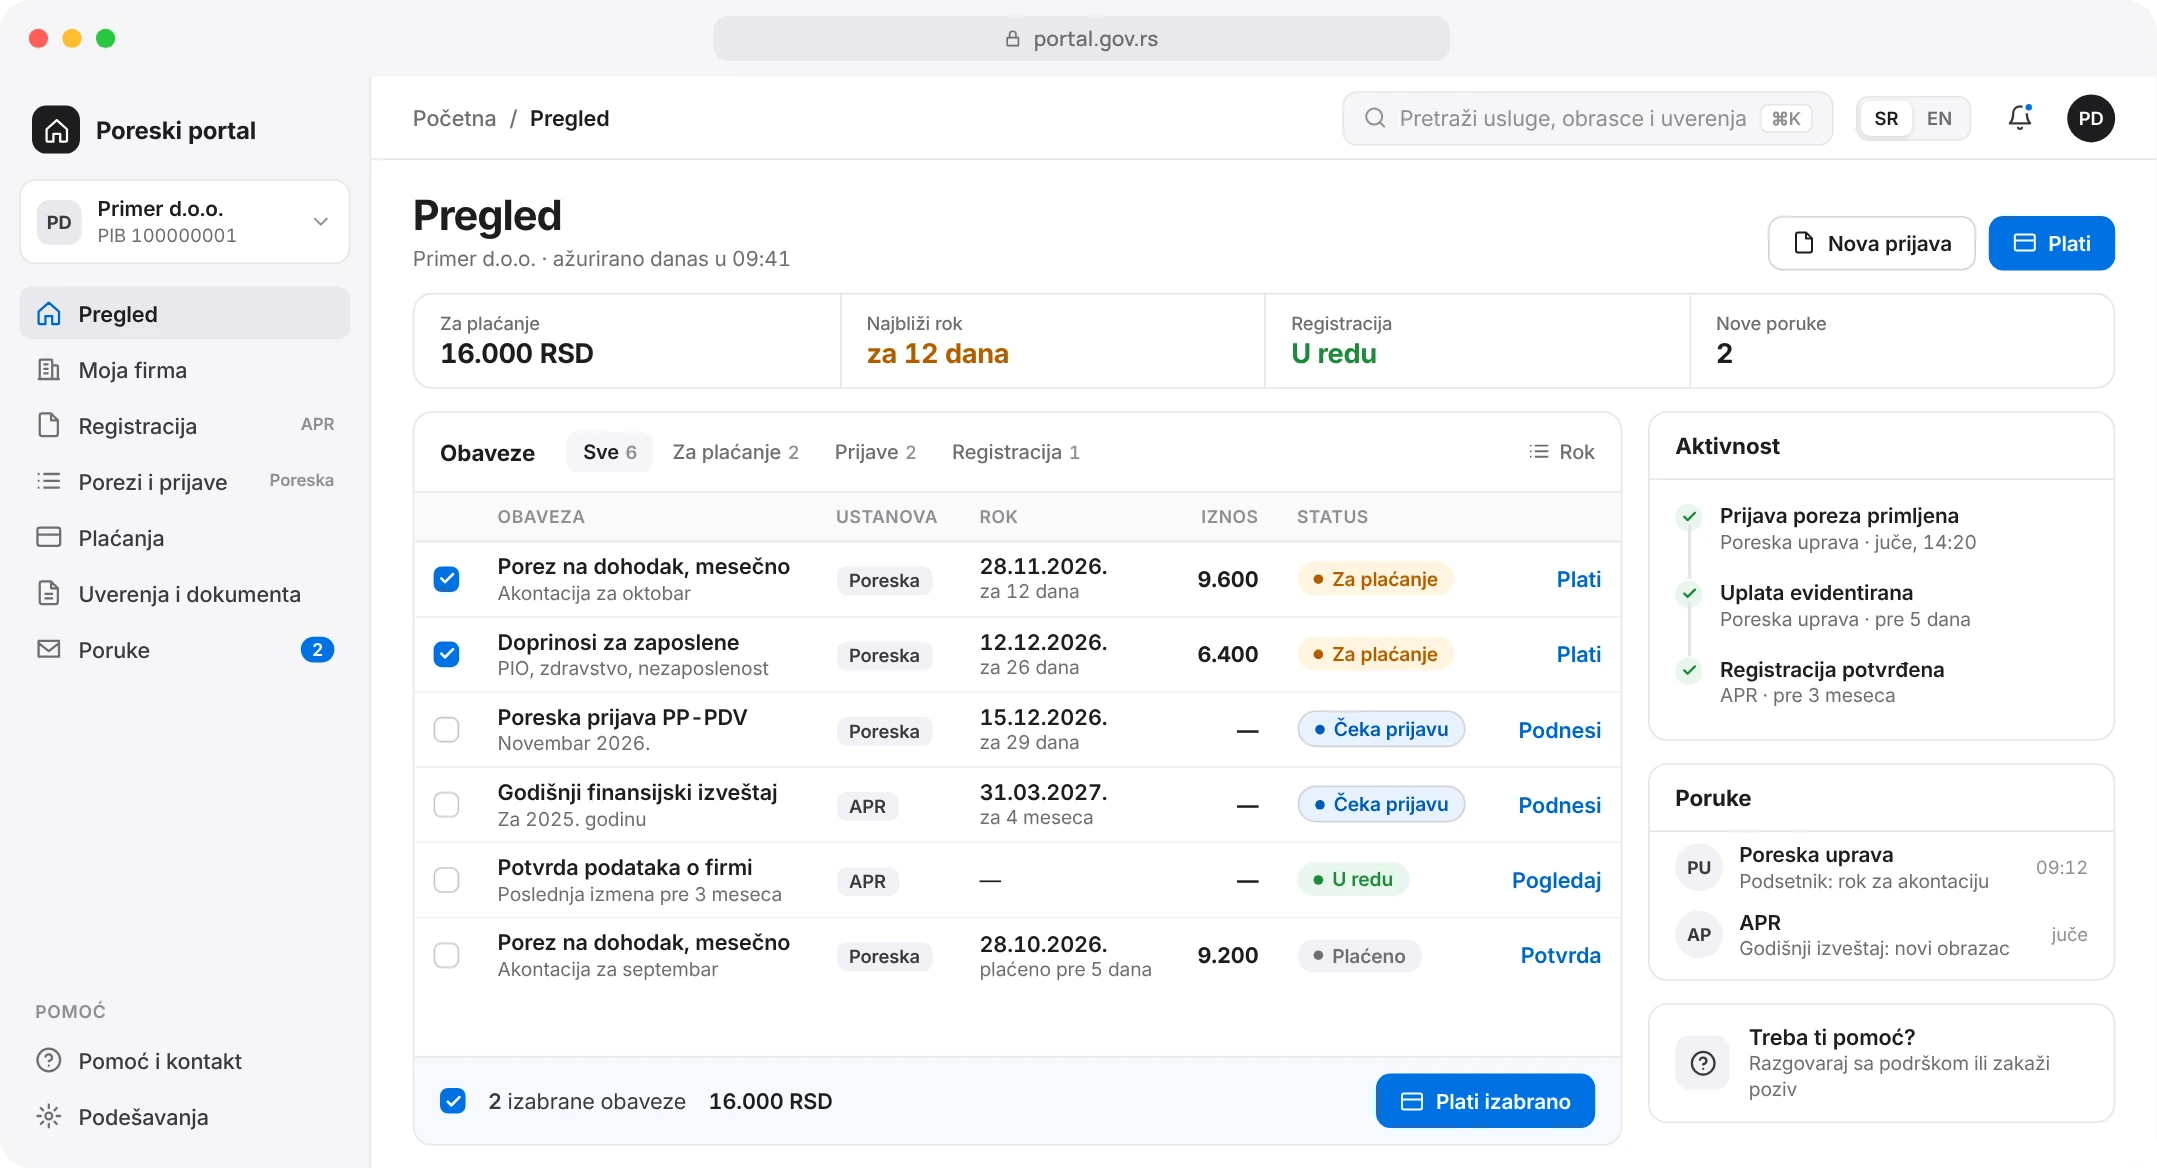 portal.gov.rs
Poreski portal
PD
Primer d.o.o.
PIB 100000001
Pregled
Moja firma
Registracija APR
Porezi i prijave Poreska
Plaćanja
Uverenja i dokumenta
Poruke 2
POMOĆ
Pomoć i kontakt
Podešavanja
Početna / Pregled
Pretraži usluge, obrasce i uverenja ⌘K
SR EN
PD
Pregled
Primer d.o.o. · ažurirano danas u 09:41
Nova prijava
Plati
Za plaćanje
16.000 RSD
Najbliži rok
za 12 dana
Registracija
U redu
Nove poruke
2
Obaveze Sve 6 Za plaćanje 2 Prijave 2 Registracija 1 Rok
OBAVEZA USTANOVA ROK IZNOS STATUS
Porez na dohodak, mesečno
Akontacija za oktobar
Poreska
28.11.2026.
za 12 dana
9.600
Za plaćanje
Plati
Doprinosi za zaposlene
PIO, zdravstvo, nezaposlenost
Poreska
12.12.2026.
za 26 dana
6.400
Za plaćanje
Plati
Poreska prijava PP-PDV
Novembar 2026.
Poreska
15.12.2026.
za 29 dana
—
Čeka prijavu
Podnesi
Godišnji finansijski izveštaj
Za 2025. godinu
APR
31.03.2027.
za 4 meseca
—
Čeka prijavu
Podnesi
Potvrda podataka o firmi
Poslednja izmena pre 3 meseca
APR
—
—
U redu
Pogledaj
Porez na dohodak, mesečno
Akontacija za septembar
Poreska
28.10.2026.
plaćeno pre 5 dana
9.200
Plaćeno
Potvrda
2 izabrane obaveze 16.000 RSD
Plati izabrano
Aktivnost
Prijava poreza primljena
Poreska uprava · juče, 14:20
Uplata evidentirana
Poreska uprava · pre 5 dana
Registracija potvrđena
APR · pre 3 meseca
Poruke
PU
Poreska uprava
Podsetnik: rok za akontaciju
09:12
AP
APR
Godišnji izveštaj: novi obrazac
juče
Treba ti pomoć?
Razgovaraj sa podrškom ili zakaži
poziv